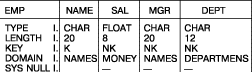 EMP NAME SAL MGR DEPT
TYPE I. CHAR FLOAT CHAR CHAR
LENGTH I. 20 8 20 12
KEY I. K NK NK NK
DOMAIN I. NAMES MONEY NAMES DEPARTMENS
SYS NULL I. — — —